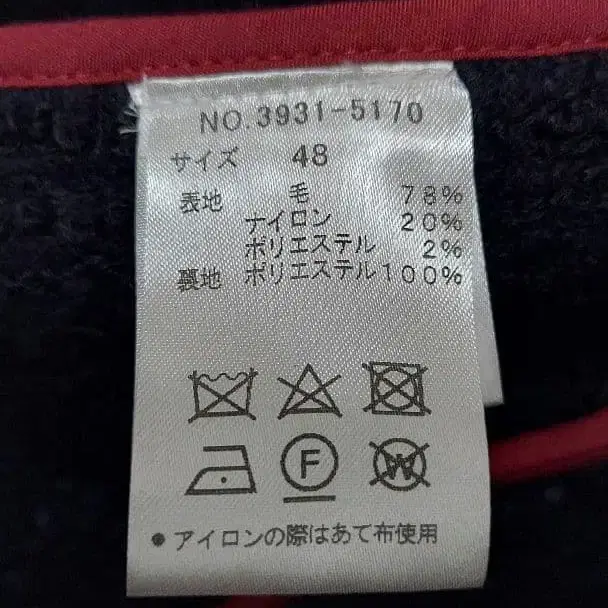 NO.3931-5170
サイズ 48
表地 毛 78%
ナイロン 20%
ポリエステル 2%
裏地 ポリエステル100%
F
W
●アイロンの際はあて布使用